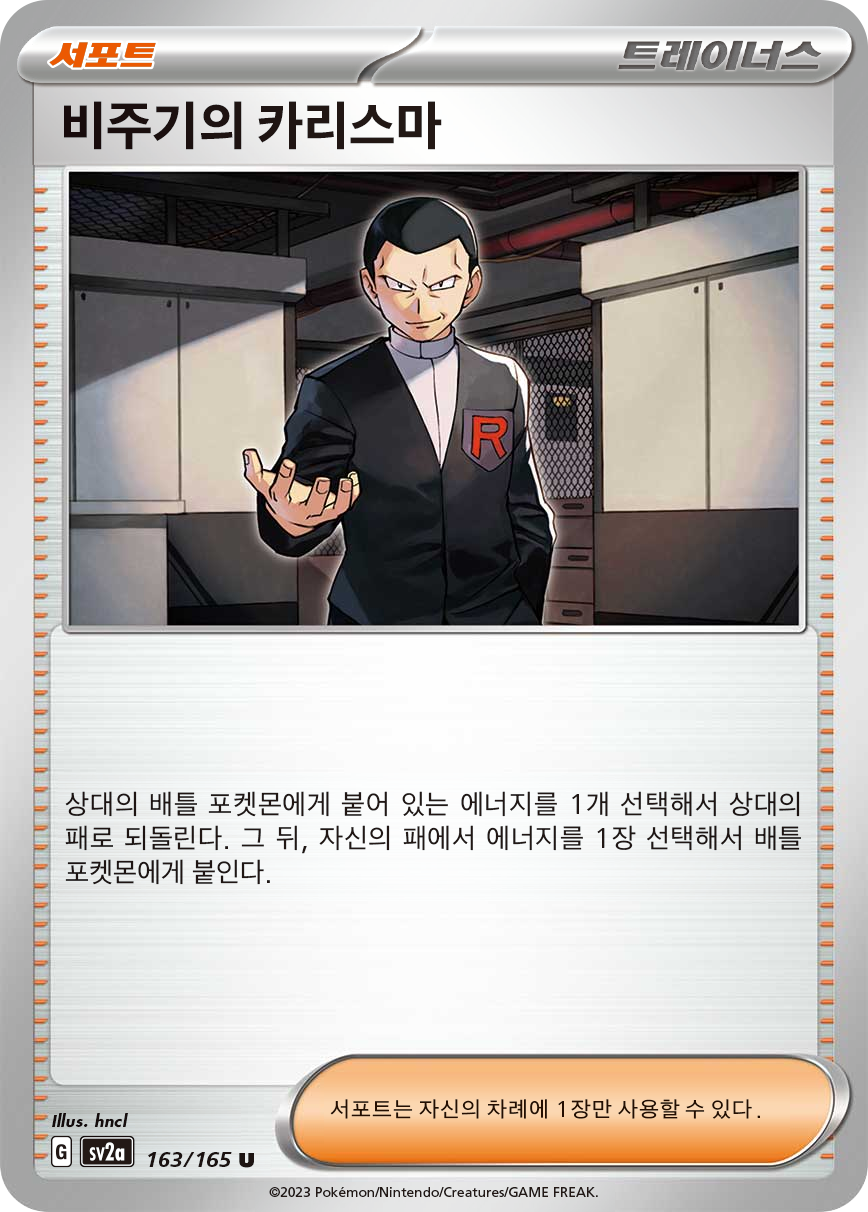 서포트
트레이너스
비주기의 카리스마
R
상대의 배틀 포켓몬에게 붙어 있는 에너지를 1개 선택해서 상대의
패로 되돌린다. 그 뒤, 자신의 패에서 에너지를 1장 선택해서 배틀
포켓몬에게 붙인다.
서포트는 자신의 차례에 1장만 사용할 수 있다.
Illus. hncl
G sv2a 163/165 U
©2023 Pokémon/Nintendo/Creatures/GAME FREAK.